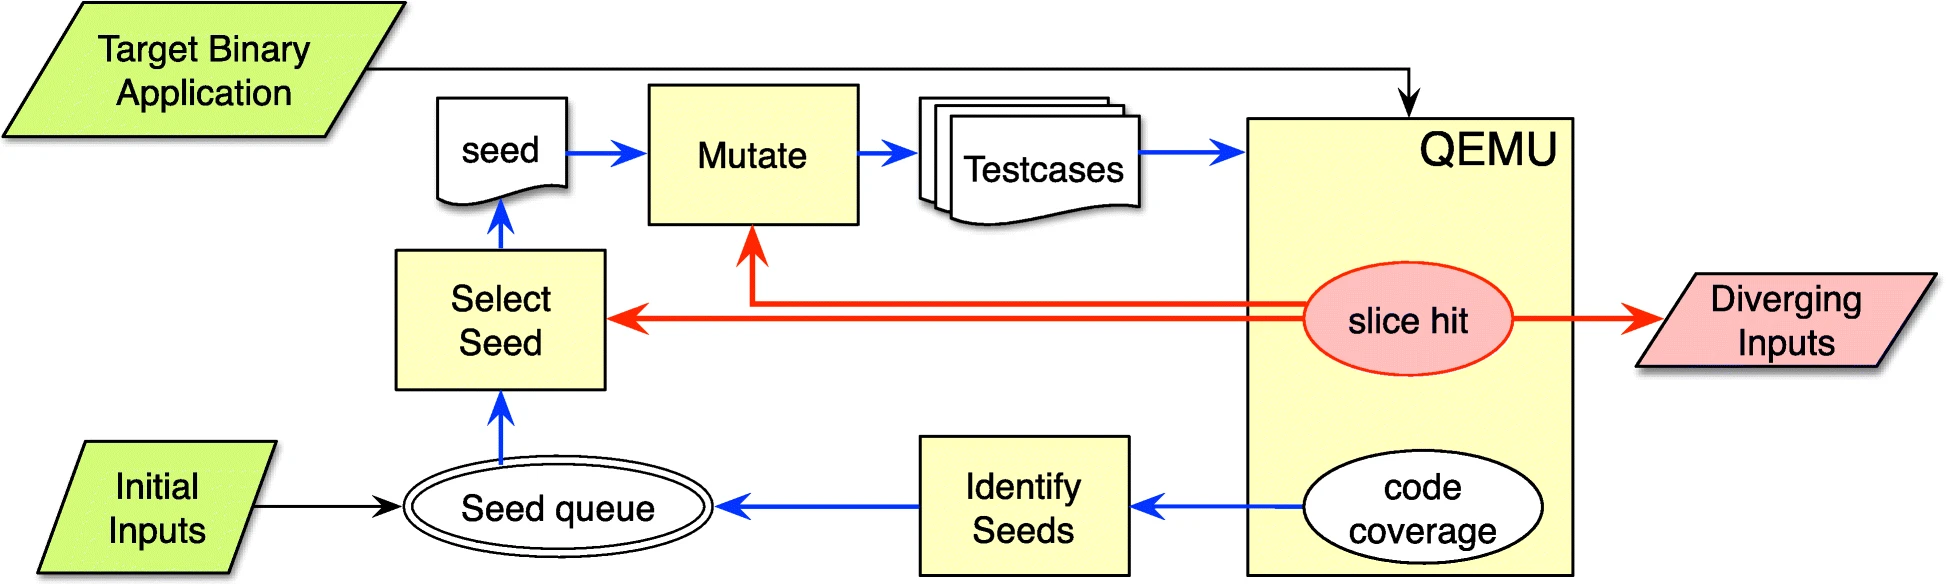 Target Binary
Application
seed
Mutate
Testcases
QEMU
Select
Seed
slice hit
Diverging
Inputs
Initial
Inputs
Seed queue
Identify
Seeds
code
coverage